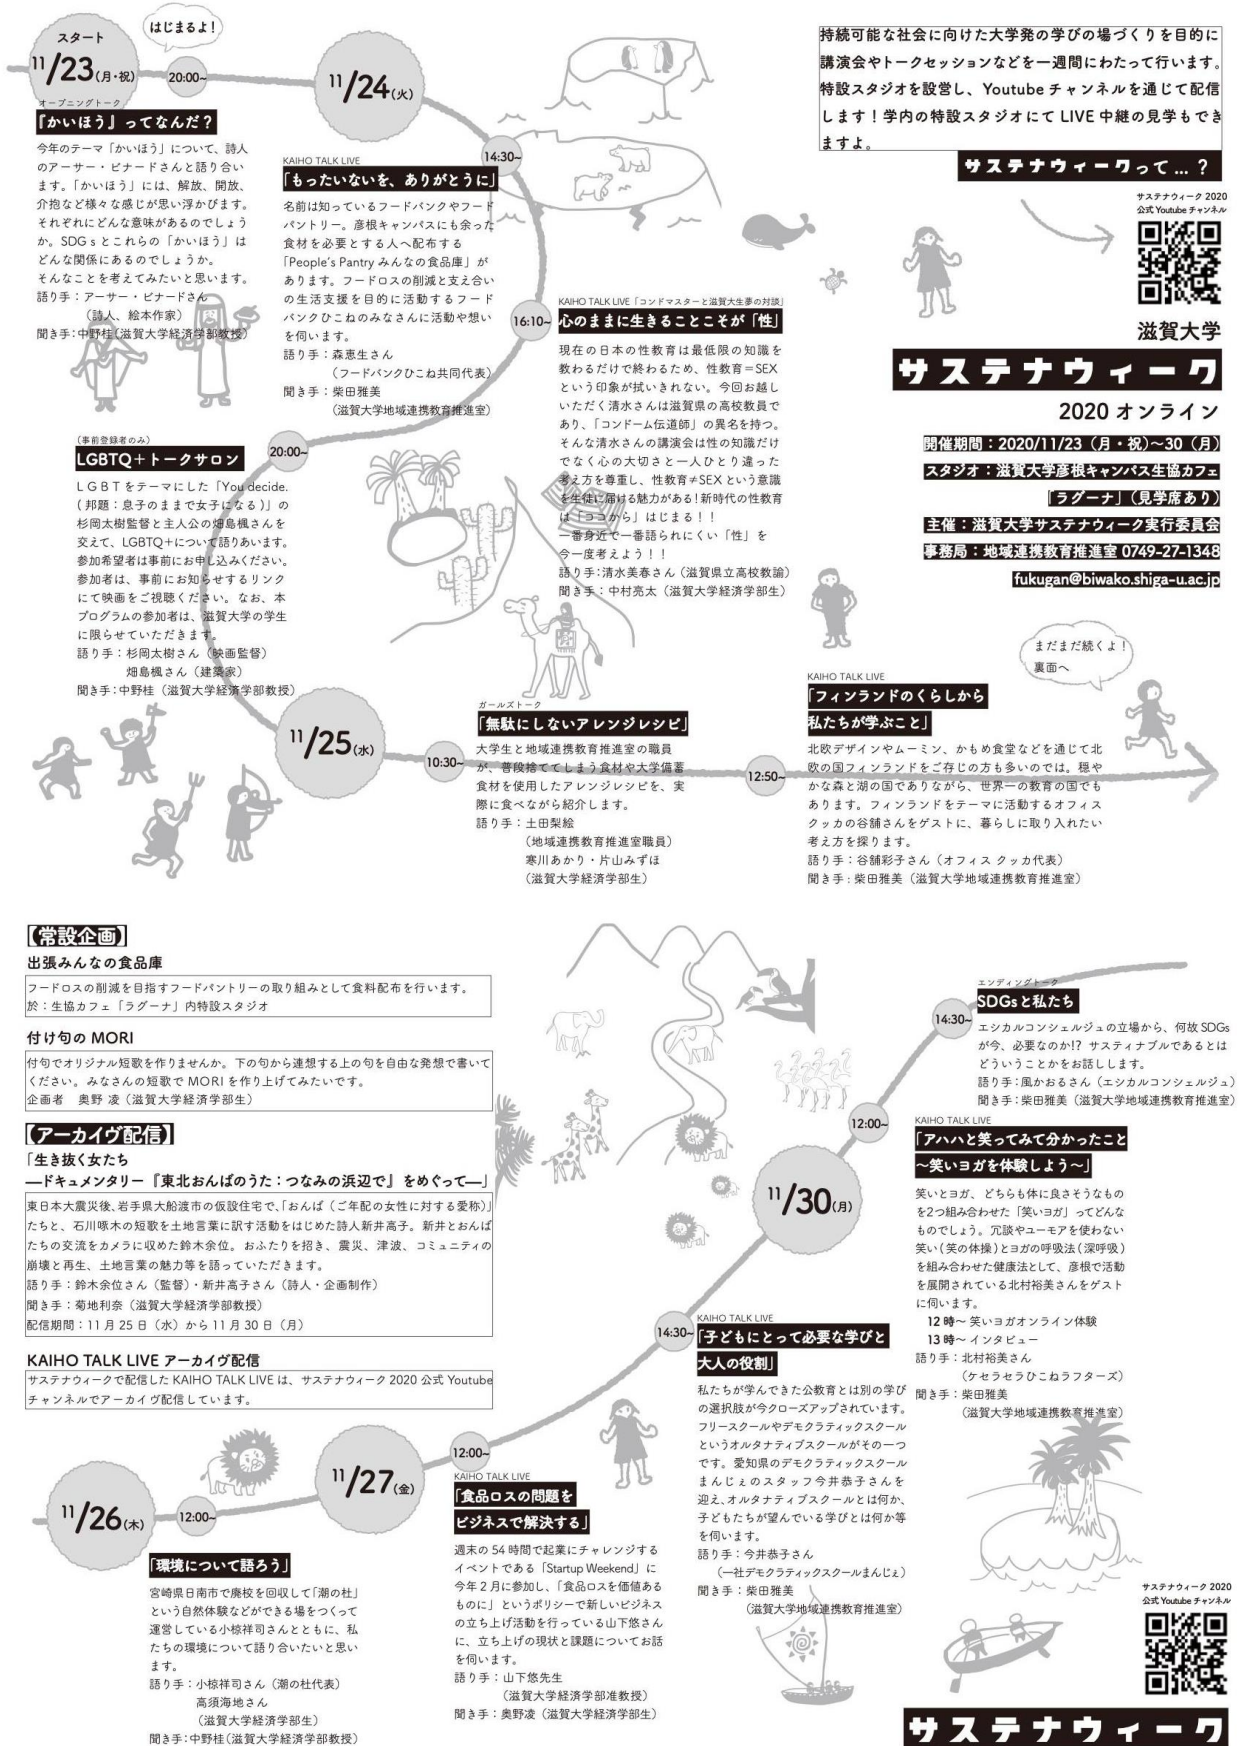 スタート
11/23(月・祝)
はじまるよ!
20:00~
オープニングトーク
『かいほう』ってなんだ?
今年のテーマ「かいほう」について、詩人
のアーサー・ビナードさんと語り合い
ます。「かいほう」には、解放、開放、
介抱など様々な感じが思い浮かびます。
それぞれにどんな意味があるのでしょう
か。SDGsとこれらの「かいほう」は
どんな関係にあるのでしょうか。
そんなことを考えてみたいと思います。
語り手:アーサー・ビナードさん
(詩人、絵本作家)
聞き手:中野桂(滋賀大学経済学部教授)
11/24(火)
14:30~
KAIHO TALK LIVE
「もったいないを、ありがとうに」
名前は知っているフードバンクやフード
パントリー。彦根キャンパスにも余った
食材を必要とする人へ配布する
「People's Pantry みんなの食品庫」が
あります。フードロスの削減と支え合い
の生活支援を目的に活動するフード
バンクひこねのみなさんに活動や想い
を伺います。
語り手:森恵生さん
(フードバンクひこね共同代表)
聞き手:柴田雅美
(滋賀大学地域連携教育推進室)
16:10~
KAIHO TALK LIVE「コンドマスターと滋賀大生夢の対談」
心のままに生きることこそが「性」
現在の日本の性教育は最低限の知識を
教わるだけで終わるため、性教育=SEX
という印象が拭いきれない。今回お越し
いただく清水さんは滋賀県の高校教員で
あり、「コンドーム伝道師」の異名を持つ。
そんな清水さんの講演会は性の知識だけ
でなく心の大切さと一人ひとり違った
考え方を尊重し、性教育≠SEXという意識
を生徒に届ける魅力がある!新時代の性教育
は「ココから」はじまる!!
一番身近で一番語られにくい「性」を
今一度考えよう!!
語り手:清水美春さん(滋賀県立高校教諭)
聞き手:中村亮太(滋賀大学経済学部生)
20:00~
(事前登録者のみ)
LGBTQ+トークサロン
LGBTをテーマにした「You decide.
(邦題:息子のままで女子になる)」の
杉岡太樹監督と主人公の畑島楓さんを
交えて、LGBTQ+について語りあいます。
参加希望者は事前にお申し込みください。
参加者は、事前にお知らせするリンク
にて映画をご視聴ください。なお、本
プログラムの参加者は、滋賀大学の学生
に限らせていただきます。
語り手:杉岡太樹さん(映画監督)
畑島楓さん(建築家)
聞き手:中野桂(滋賀大学経済学部教授)
持続可能な社会に向けた大学発の学びの場づくりを目的に
講演会やトークセッションなどを一週間にわたって行います。
特設スタジオを設営し、Youtubeチャンネルを通じて配信
します!学内の特設スタジオにてLIVE中継の見学もでき
ますよ。
サステナウィークって…?
サステナウィーク2020
公式Youtubeチャンネル
滋賀大学
サステナウィーク
2020 オンライン
開催期間:2020/11/23(月・祝)~30(月)
スタジオ:滋賀大学彦根キャンパス生協カフェ
「ラグーナ」(見学席あり)
主催:滋賀大学サステナウィーク実行委員会
事務局:地域連携教育推進室 0749-27-1348
fukugan@biwako.shiga-u.ac.jp
まだまだ続くよ!
裏面へ
11/25(水)
10:30~
ガールズトーク
「無駄にしないアレンジレシピ」
大学生と地域連携教育推進室の職員
が、普段捨ててしまう食材や大学備蓄
食材を使用したアレンジレシピを、実
際に食べながら紹介します。
語り手:土田梨絵
(地域連携教育推進室職員)
寒川あかり・片山みずほ
(滋賀大学経済学部生)
12:50~
KAIHO TALK LIVE
「フィンランドのくらしから
私たちが学ぶこと」
北欧デザインやムーミン、かもめ食堂などを通じて北
欧の国フィンランドをご存じの方も多いのでは。穏や
かな森と湖の国でありながら、世界一の教育の国でも
あります。フィンランドをテーマに活動するオフィス
クッカの谷舗さんをゲストに、暮らしに取り入れたい
考え方を探ります。
語り手:谷舗彩子さん(オフィス クッカ代表)
聞き手:柴田雅美(滋賀大学地域連携教育推進室)
【常設企画】
出張みんなの食品庫
フードロスの削減を目指すフードパントリーの取り組みとして食料配布を行います。
於:生協カフェ「ラグーナ」内特設スタジオ
付け句のMORI
付句でオリジナル短歌を作りませんか。下の句から連想する上の句を自由な発想で書いて
ください。みなさんの短歌でMORIを作り上げてみたいです。
企画者 奥野 凌(滋賀大学経済学部生)
【アーカイヴ配信】
「生き抜く女たち
―ドキュメンタリー『東北おんばのうた:つなみの浜辺で』をめぐって―」
東日本大震災後、岩手県大船渡市の仮設住宅で、「おんば(ご年配の女性に対する愛称)」
たちと、石川啄木の短歌を土地言葉に訳す活動をはじめた詩人新井高子。新井とおんば
たちの交流をカメラに収めた鈴木余位。おふたりを招き、震災、津波、コミュニティの
崩壊と再生、土地言葉の魅力等を語っていただきます。
語り手:鈴木余位さん(監督)・新井高子さん(詩人・企画制作)
聞き手:菊地利奈(滋賀大学経済学部教授)
配信期間:11月25日(水)から11月30日(月)
KAIHO TALK LIVE アーカイヴ配信
サステナウィークで配信したKAIHO TALK LIVEは、サステナウィーク2020公式Youtube
チャンネルでアーカイヴ配信しています。
11/26(木)
12:00~
「環境について語ろう」
宮崎県日南市で廃校を回収して「潮の杜」
という自然体験などができる場をつくって
運営している小椋祥司さんとともに、私
たちの環境について語り合いたいと思い
ます。
語り手:小椋祥司さん(潮の杜代表)
高須海地さん
(滋賀大学経済学部生)
聞き手:中野桂(滋賀大学経済学部教授)
11/27(金)
12:00~
KAIHO TALK LIVE
「食品ロスの問題を
ビジネスで解決する」
週末の54時間で起業にチャレンジする
イベントである「Startup Weekend」に
今年2月に参加し、「食品ロスを価値ある
ものに」というポリシーで新しいビジネス
の立ち上げ活動を行っている山下悠さん
に、立ち上げの現状と課題についてお話
を伺います。
語り手:山下悠先生
(滋賀大学経済学部准教授)
聞き手:奥野凌(滋賀大学経済学部生)
14:30~
KAIHO TALK LIVE
「子どもにとって必要な学びと
大人の役割」
私たちが学んできた公教育とは別の学び
の選択肢が今クローズアップされています。
フリースクールやデモクラティックスクール
というオルタナティブスクールがその一つ
です。愛知県のデモクラティックスクール
まんじぇのスタッフ今井恭子さんを
迎え、オルタナティブスクールとは何か、
子どもたちが望んでいる学びとは何か等
を伺います。
語り手:今井恭子さん
(一社デモクラティックスクールまんじぇ)
聞き手:柴田雅美
(滋賀大学地域連携教育推進室)
11/30(月)
12:00~
KAIHO TALK LIVE
「アハハと笑ってみて分かったこと
~笑いヨガを体験しよう~」
笑いとヨガ、どちらも体に良さそうなもの
を2つ組み合わせた「笑いヨガ」ってどんな
ものでしょう。冗談やユーモアを使わない
笑い(笑の体操)とヨガの呼吸法(深呼吸)
を組み合わせた健康法として、彦根で活動
を展開されている北村裕美さんをゲスト
に伺います。
12時~ 笑いヨガオンライン体験
13時~ インタビュー
語り手:北村裕美さん
(ケセラセラひこねラフターズ)
聞き手:柴田雅美
(滋賀大学地域連携教育推進室)
14:30~
エンディングトーク
SDGsと私たち
エシカルコンシェルジュの立場から、何故SDGs
が今、必要なのか!? サスティナブルであるとは
どういうことかをお話しします。
語り手:風かおるさん(エシカルコンシェルジュ)
聞き手:柴田雅美(滋賀大学地域連携教育推進室)
サステナウィーク2020
公式Youtubeチャンネル
サステナウィーク